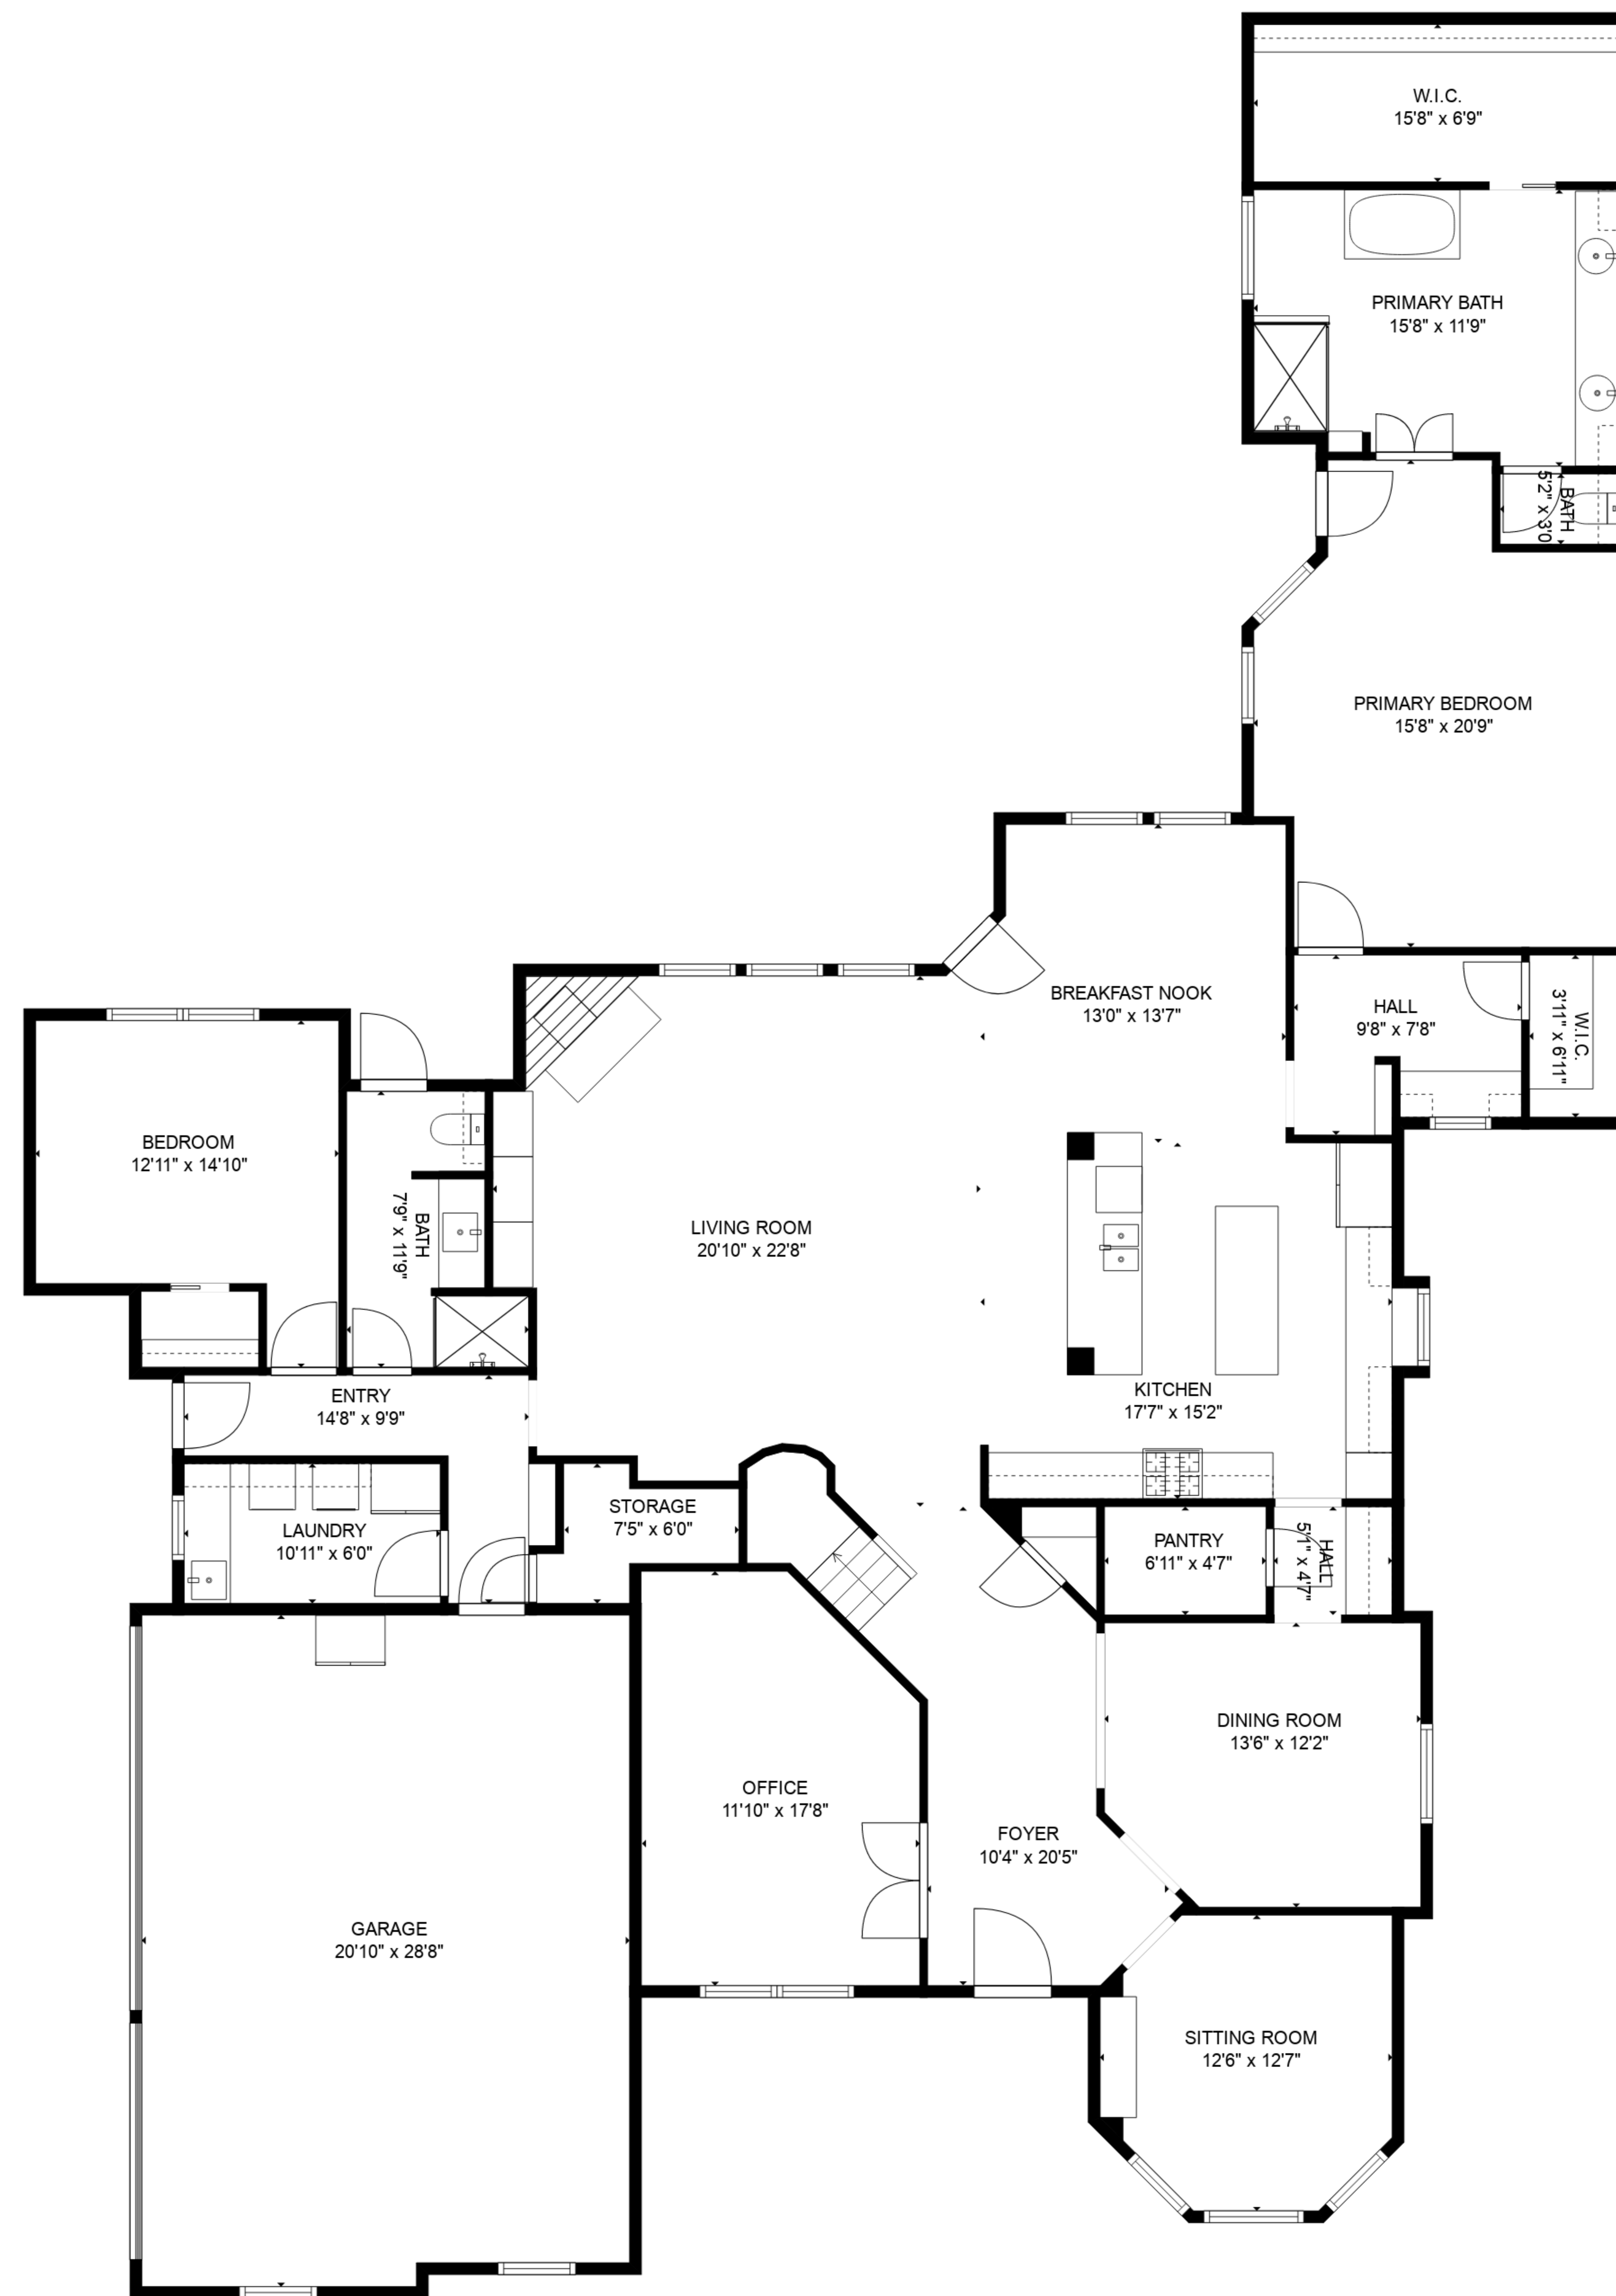 W.I.C.
15'8" x 6'9"
PRIMARY BATH
15'8" x 11'9"
BATH
5'2" x 3'0
PRIMARY BEDROOM
15'8" x 20'9"
BREAKFAST NOOK
13'0" x 13'7"
HALL
9'8" x 7'8"
W.I.C.
3'11" x 6'11"
BEDROOM
12'11" x 14'10"
BATH
7'9" x 11'9"
LIVING ROOM
20'10" x 22'8"
KITCHEN
17'7" x 15'2"
ENTRY
14'8" x 9'9"
STORAGE
7'5" x 6'0"
LAUNDRY
10'11" x 6'0"
PANTRY
6'11" x 4'7"
HALL
5'1" x 4'7"
DINING ROOM
13'6" x 12'2"
OFFICE
11'10" x 17'8"
FOYER
10'4" x 20'5"
GARAGE
20'10" x 28'8"
SITTING ROOM
12'6" x 12'7"